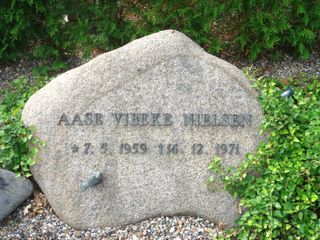 AASE VIBEKE NIELSEN
* 7. 5. 1959 † 16. 12. 1971